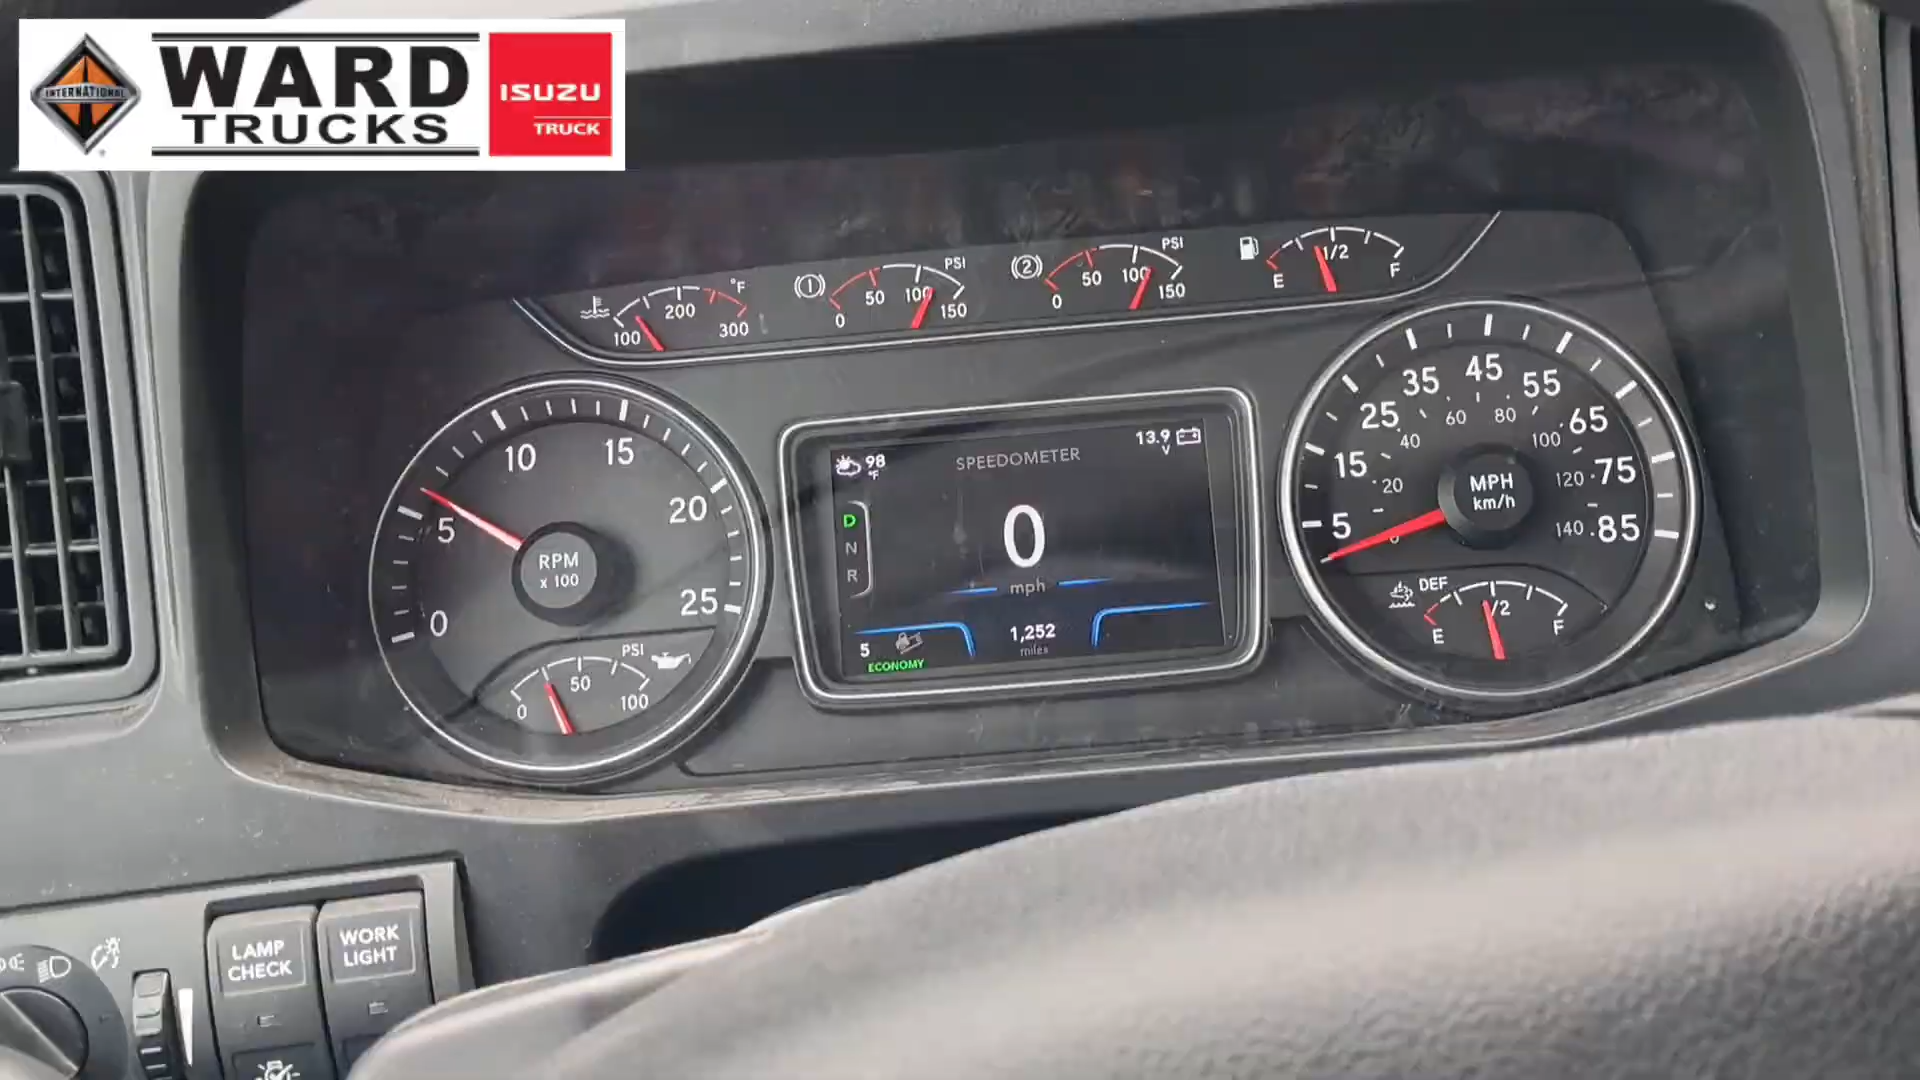 INTERNATIONAL
WARD
TRUCKS
ISUZU
TRUCK
100 200 300 °F
0 50 100 150 PSI
1
0 50 100 150 PSI
2
E 1/2 F
0 5 10 15 20 25
RPM
x 100
0 50 100 PSI
98
°F
SPEEDOMETER
13.9
V
D
N
R
0
mph
5
ECONOMY
1,252
miles
5 15 25 35 45 55 65 75 85
0 20 40 60 80 100 120 140
MPH
km/h
DEF
E 1/2 F
LAMP
CHECK
WORK
LIGHT